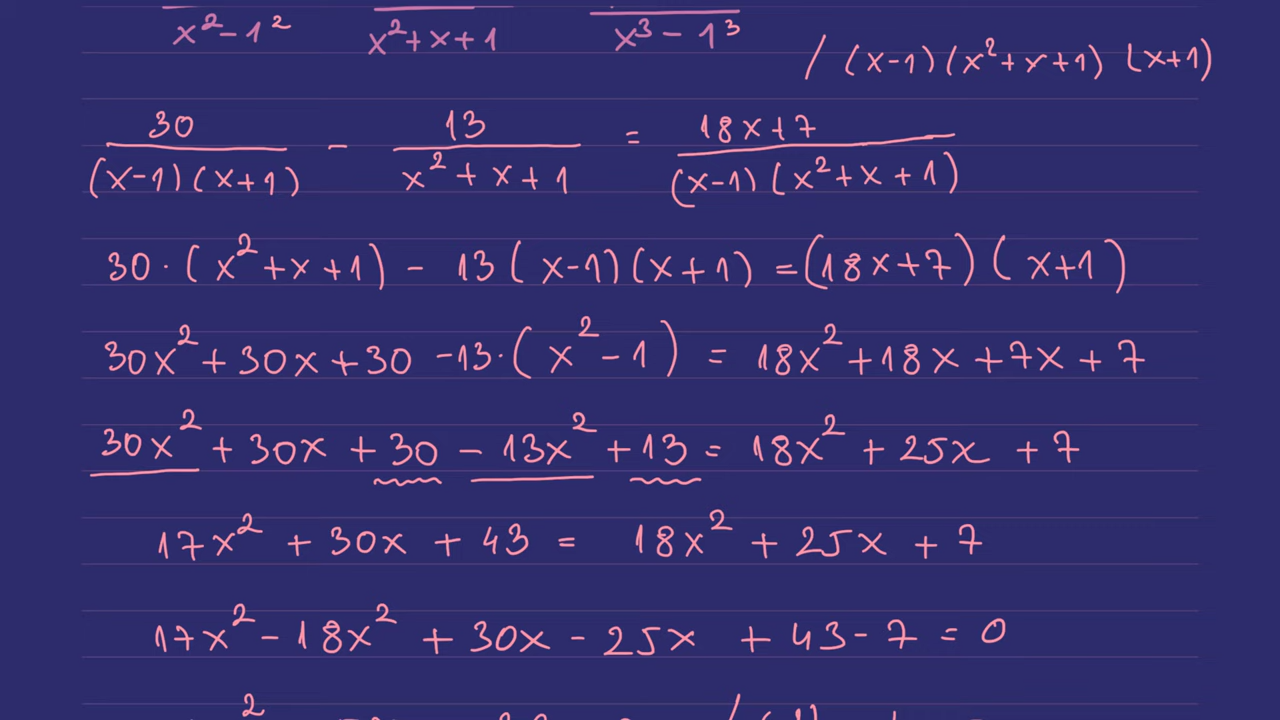 x²-1² x²+x+1 x³-1³
/ (x-1)(x²+x+1)(x+1)
30/((x-1)(x+1)) - 13/(x²+x+1) = (18x+7)/((x-1)(x²+x+1))
30·(x²+x+1) - 13(x-1)(x+1) = (18x+7)(x+1)
30x²+30x+30 -13·(x²-1) = 18x²+18x+7x+7
30x² + 30x + 30 - 13x² + 13 = 18x² + 25x + 7
17x² + 30x + 43 = 18x² + 25x + 7
17x² - 18x² + 30x - 25x + 43 - 7 = 0